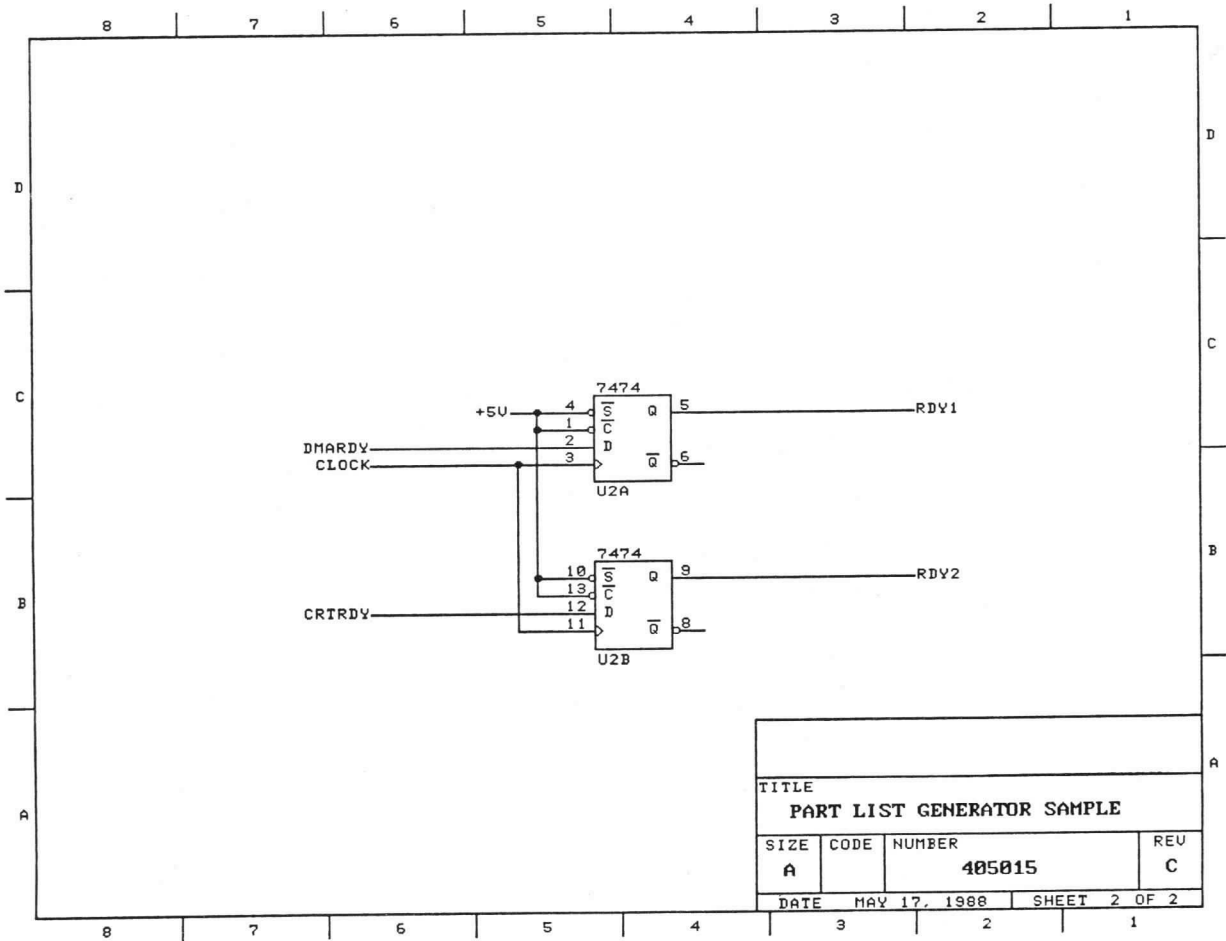 8 7 6 5 4 3 2 1
D
D
C
C
7474
+5V 4 S̅ Q 5 RDY1
1 C̅
DMARDY 2 D
CLOCK 3 Q̅ 6
U2A
B
7474
10 S̅ Q 9 RDY2
13 C̅
B
CRTRDY 12 D
11 Q̅ 8
U2B
A
A
TITLE
PART LIST GENERATOR SAMPLE
SIZE CODE NUMBER REV
A 405015 C
DATE MAY 17, 1988 SHEET 2 OF 2
8 7 6 5 4 3 2 1